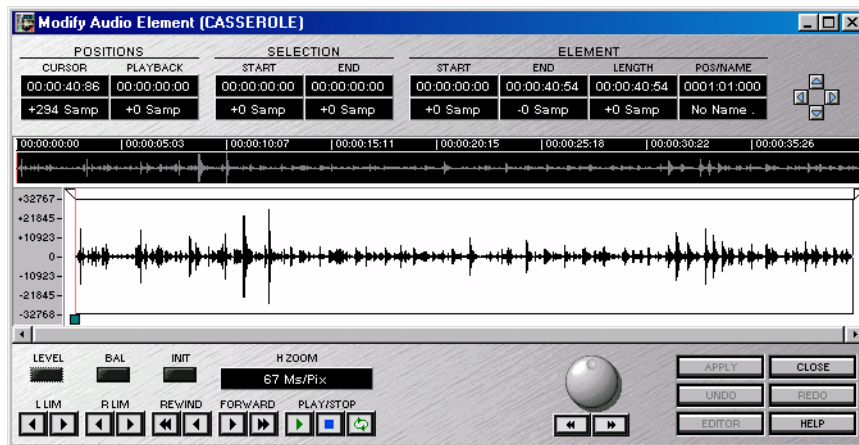 Modify Audio Element (CASSEROLE)
POSITIONS SELECTION ELEMENT
CURSOR PLAYBACK START END START END LENGTH POS/NAME
00:00:40:86 00:00:00:00 00:00:00:00 00:00:00:00 00:00:00:00 00:00:40:54 00:00:40:54 0001:01:000
+294 Samp +0 Samp +0 Samp +0 Samp +0 Samp -0 Samp +0 Samp No Name .
00:00:00:00 00:00:05:03 00:00:10:07 00:00:15:11 00:00:20:15 00:00:25:18 00:00:30:22 00:00:35:26
+32767
+21845
+10923
0
-10923
-21845
-32768
LEVEL BAL INIT H ZOOM
67 Ms/Pix
L LIM R LIM REWIND FORWARD PLAY/STOP
APPLY CLOSE
UNDO REDO
EDITOR HELP